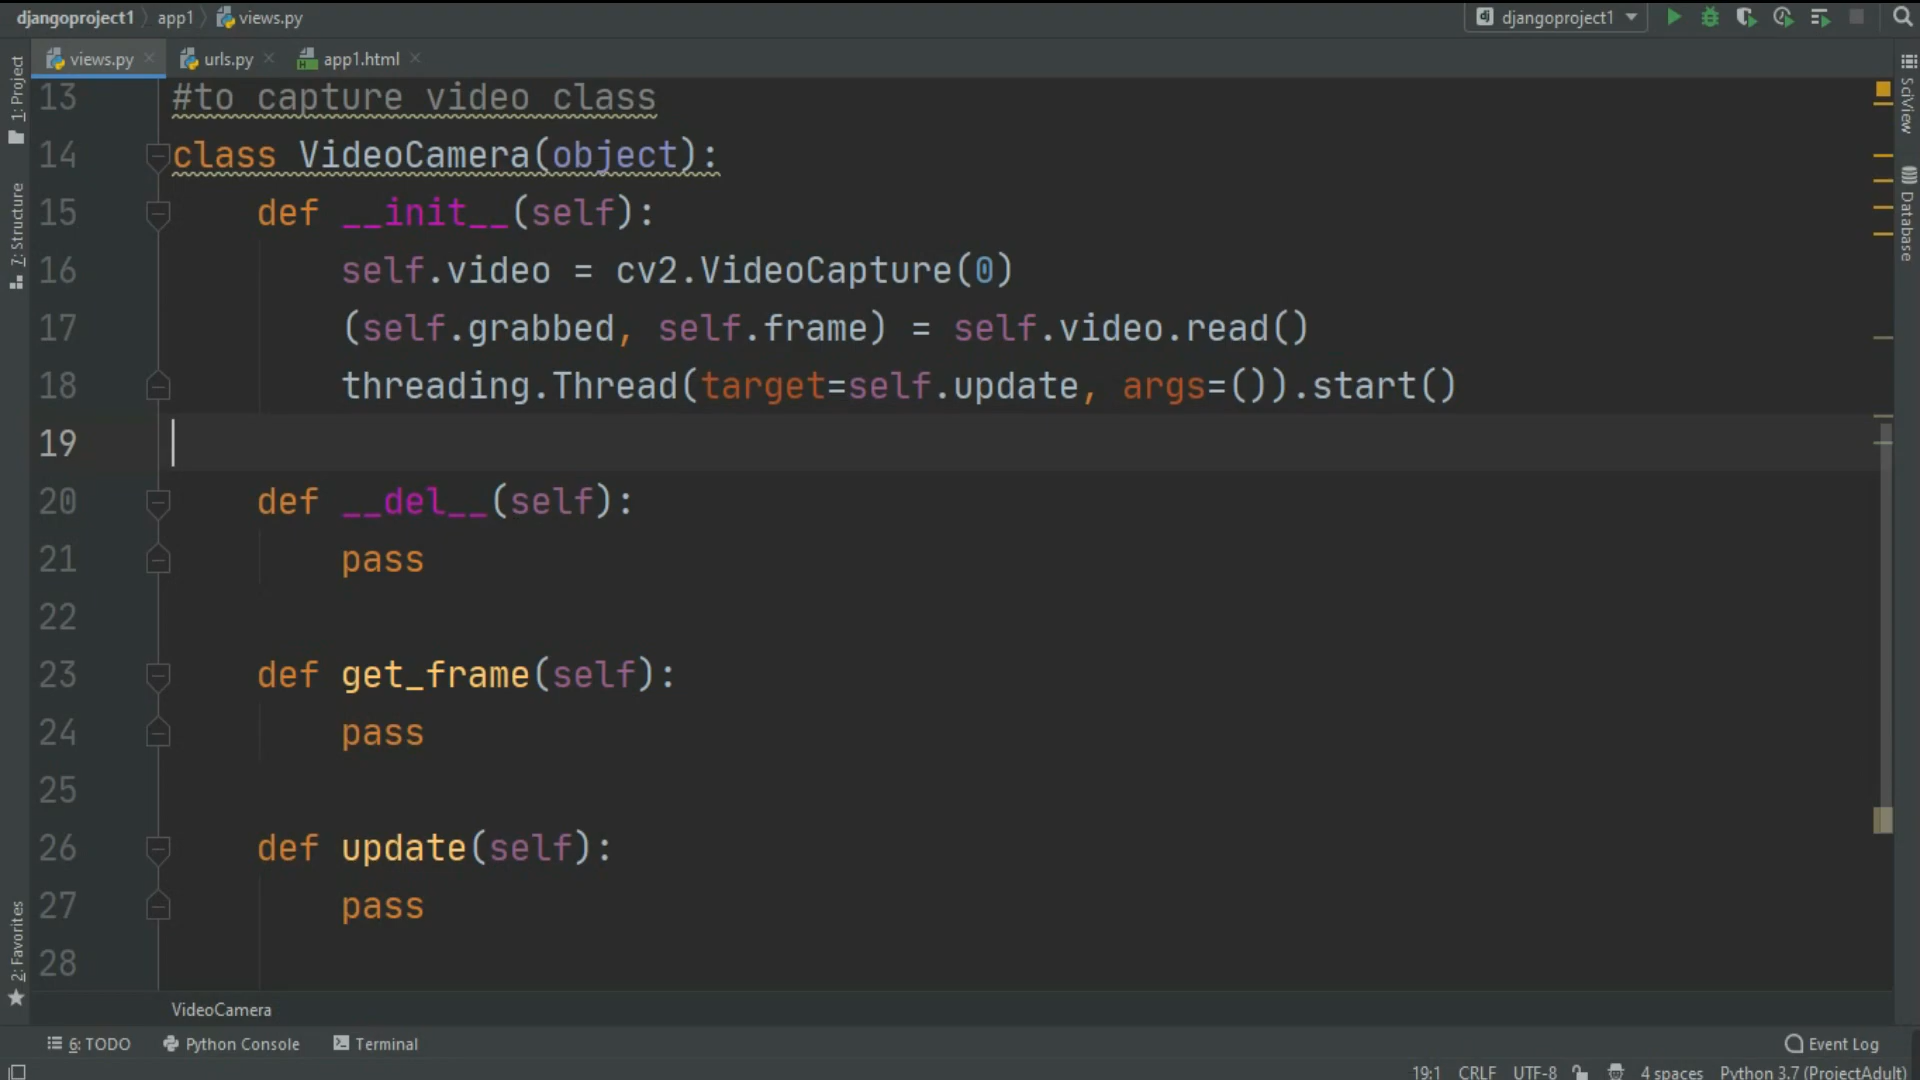 djangoproject1 app1 views.py djangoproject1
views.py urls.py app1.html
1: Project
7: Structure
2: Favorites
SciView
Database
13 #to capture video class
14 class VideoCamera(object):
15 def __init__(self):
16 self.video = cv2.VideoCapture(0)
17 (self.grabbed, self.frame) = self.video.read()
18 threading.Thread(target=self.update, args=()).start()
19
20 def __del__(self):
21 pass
22
23 def get_frame(self):
24 pass
25
26 def update(self):
27 pass
28
VideoCamera
6: TODO Python Console Terminal Event Log
19:1 CRLF UTF-8 4 spaces Python 3.7 (ProjectAdult)